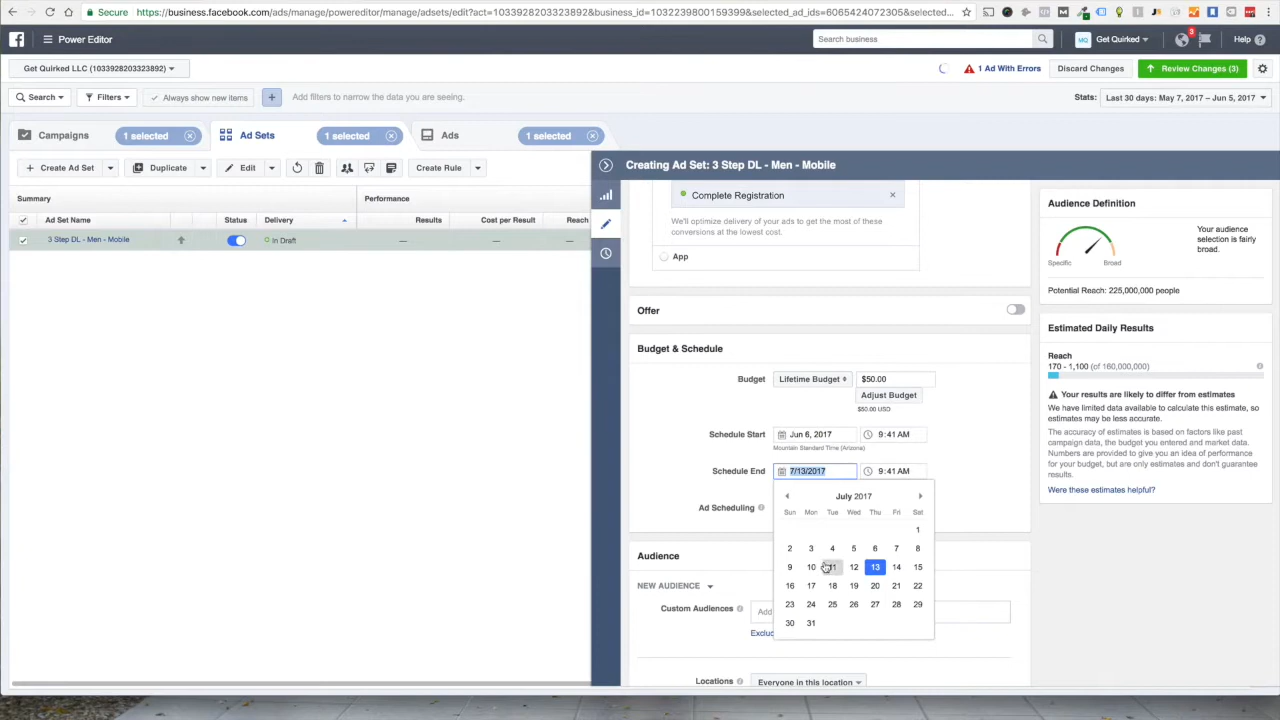 Secure
https://business.facebook.com/ads/manage/powereditor/manage/adsets/edit?act=1033928203323892&business_id=1032239800159399&selected_ad_ids=6065424072305&selected...
Power Editor
Search business
MQ
Get Quirked
3
Help
Get Quirked LLC (1033928203323892)
1 Ad With Errors
Discard Changes
Review Changes (3)
Search
Filters
Always show new items
+
Add filters to narrow the data you are seeing.
Stats:
Last 30 days: May 7, 2017 – Jun 5, 2017
Campaigns
1 selected
Ad Sets
1 selected
Ads
1 selected
Create Ad Set
Duplicate
Edit
Create Rule
Summary
Performance
Ad Set Name
Status
Delivery
Results
Cost per Result
Reach
3 Step DL - Men - Mobile
In Draft
—
—
—
Creating Ad Set: 3 Step DL - Men - Mobile
Complete Registration
We'll optimize delivery of your ads to get the most of these
conversions at the lowest cost.
App
Offer
Budget & Schedule
Budget
Lifetime Budget
$50.00
Adjust Budget
$50.00 USD
Schedule Start
Jun 6, 2017
9:41 AM
Mountain Standard Time (Arizona)
Schedule End
7/13/2017
9:41 AM
Ad Scheduling
July 2017
Sun Mon Tue Wed Thu Fri Sat
1
2 3 4 5 6 7 8
9 10 11 12 13 14 15
16 17 18 19 20 21 22
23 24 25 26 27 28 29
30 31
Audience
NEW AUDIENCE
Custom Audiences
Add
Exclud
Locations
Everyone in this location
Audience Definition
Your audience
selection is fairly
broad.
Specific
Broad
Potential Reach: 225,000,000 people
Estimated Daily Results
Reach
170 - 1,100 (of 160,000,000)
Your results are likely to differ from estimates
We have limited data available to calculate this estimate, so
estimates may be less accurate.
The accuracy of estimates is based on factors like past
campaign data, the budget you entered and market data.
Numbers are provided to give you an idea of performance
for your budget, but are only estimates and don't guarantee
results.
Were these estimates helpful?